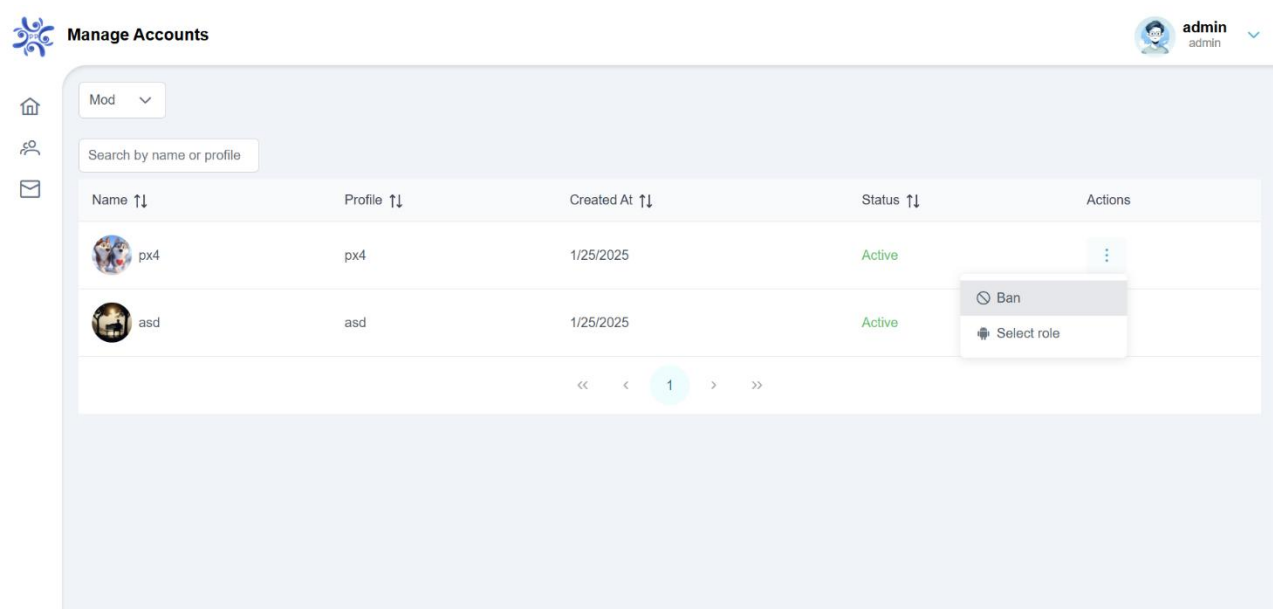 Manage Accounts
admin
admin
Mod
Search by name or profile
Name Profile Created At Status Actions
px4 px4 1/25/2025 Active
Ban
asd asd 1/25/2025 Active
Select role
1